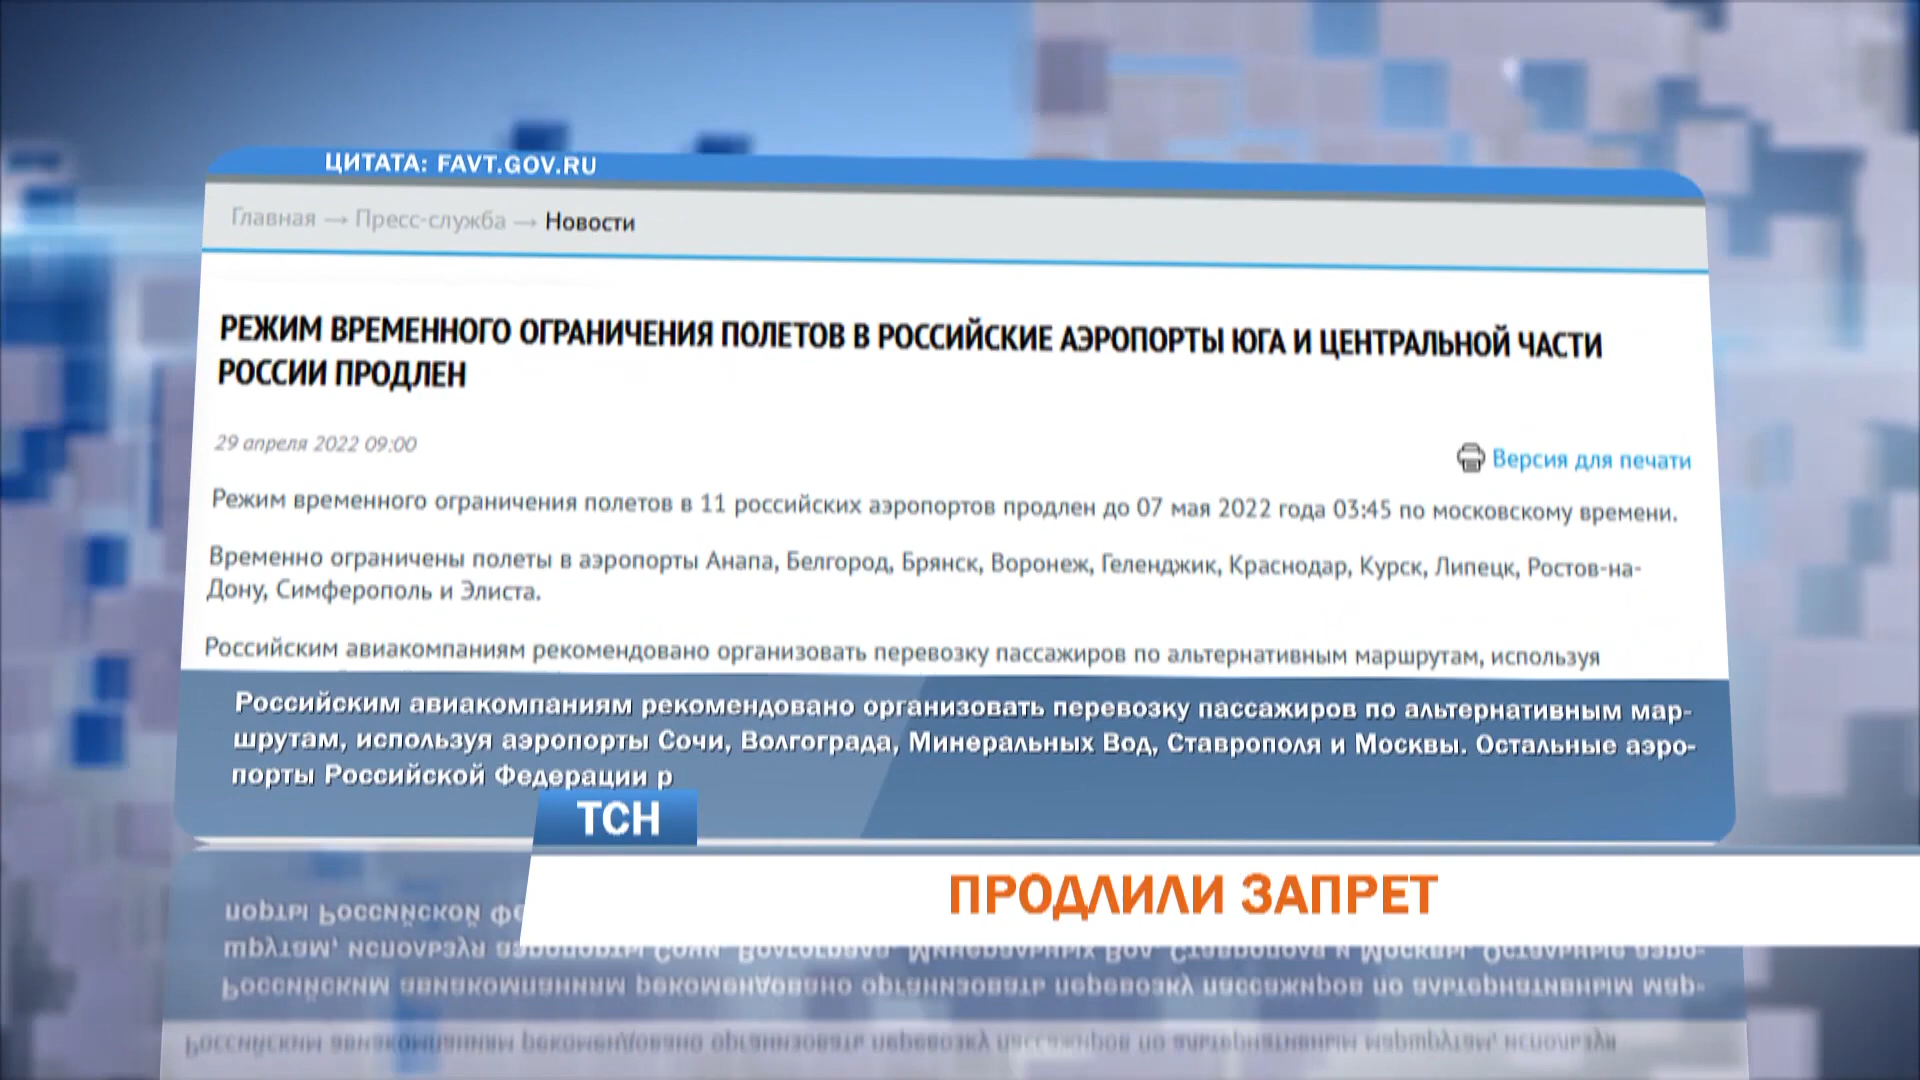 ЦИТАТА: FAVT.GOV.RU
Главная → Пресс-служба → Новости
РЕЖИМ ВРЕМЕННОГО ОГРАНИЧЕНИЯ ПОЛЕТОВ В РОССИЙСКИЕ АЭРОПОРТЫ ЮГА И ЦЕНТРАЛЬНОЙ ЧАСТИ
РОССИИ ПРОДЛЕН
29 апреля 2022 09:00
Версия для печати
Режим временного ограничения полетов в 11 российских аэропортов продлен до 07 мая 2022 года 03:45 по московскому времени.
Временно ограничены полеты в аэропорты Анапа, Белгород, Брянск, Воронеж, Геленджик, Краснодар, Курск, Липецк, Ростов-на-
Дону, Симферополь и Элиста.
Российским авиакомпаниям рекомендовано организовать перевозку пассажиров по альтернативным маршрутам, используя
Российским авиакомпаниям рекомендовано организовать перевозку пассажиров по альтернативным мар-
шрутам, используя аэропорты Сочи, Волгограда, Минеральных Вод, Ставрополя и Москвы. Остальные аэро-
порты Российской Федерации р
ТСН
ПРОДЛИЛИ ЗАПРЕТ